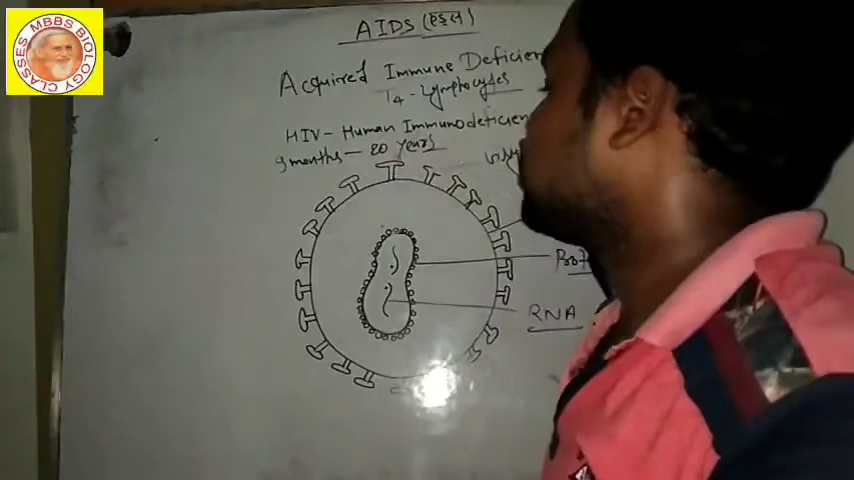 MBBS BIOLOGY CLASSES
AIDS (एड्स)
Acquired Immune Deficien
T4 - Lymphocytes
HIV - Human Immunodeficien
9 months - 20 years
RNA